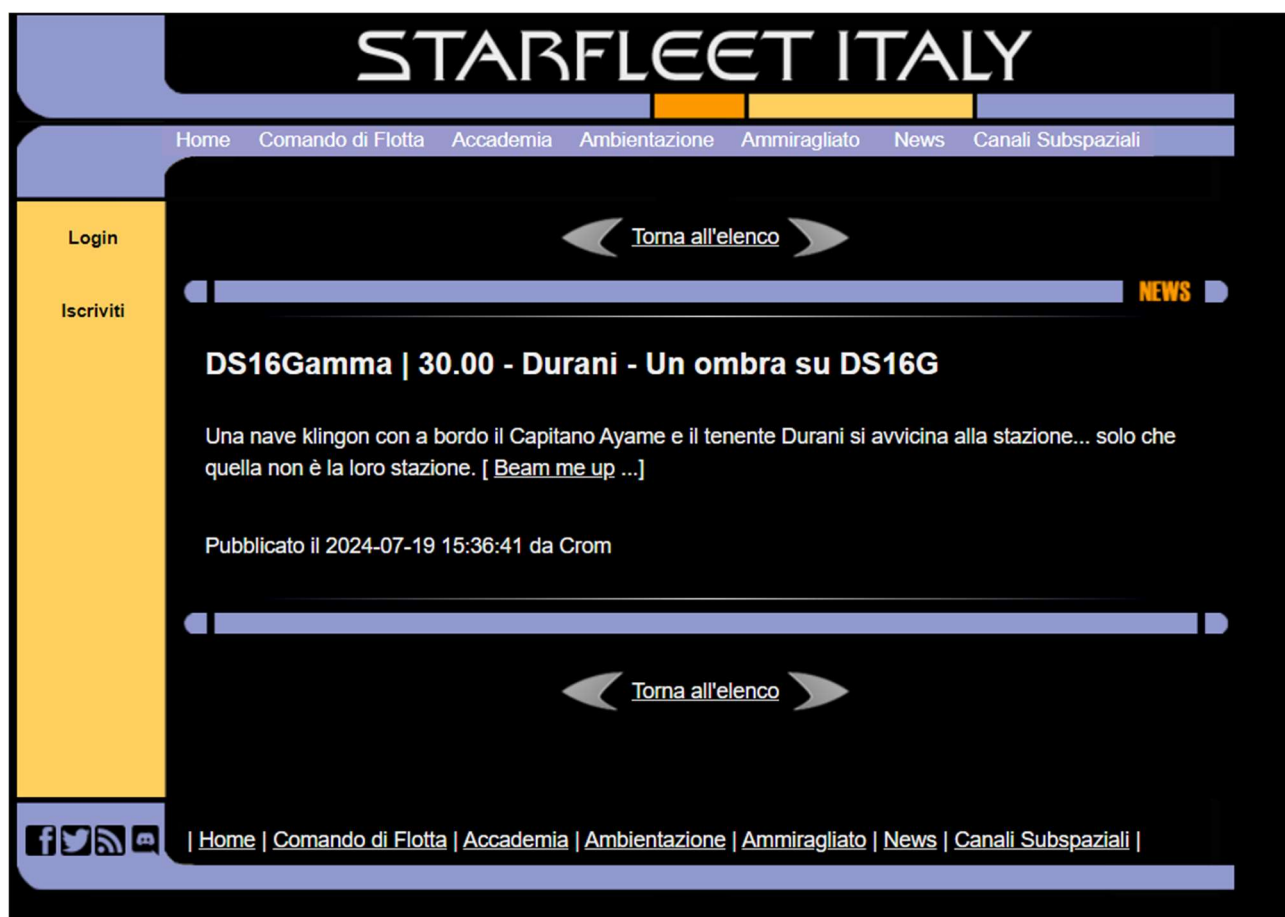 STARFLEET ITALY
Home Comando di Flotta Accademia Ambientazione Ammiragliato News Canali Subspaziali
Login
Iscriviti
Torna all'elenco
NEWS
DS16Gamma | 30.00 - Durani - Un ombra su DS16G
Una nave klingon con a bordo il Capitano Ayame e il tenente Durani si avvicina alla stazione... solo che
quella non è la loro stazione. [ Beam me up ...]
Pubblicato il 2024-07-19 15:36:41 da Crom
Torna all'elenco
| Home | Comando di Flotta | Accademia | Ambientazione | Ammiragliato | News | Canali Subspaziali |